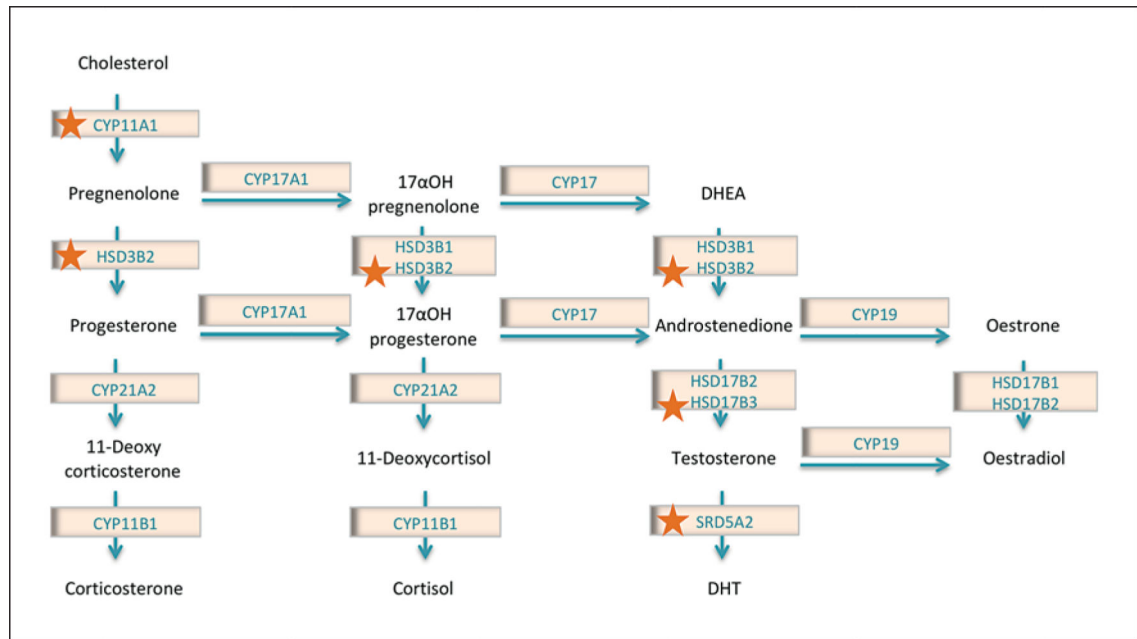 Cholesterol
CYP11A1
CYP17A1
CYP17
Pregnenolone
17αOH
pregnenolone
DHEA
HSD3B2
HSD3B1
HSD3B2
HSD3B1
HSD3B2
CYP17A1
CYP17
CYP19
Progesterone
17αOH
progesterone
Androstenedione
Oestrone
CYP21A2
CYP21A2
HSD17B2
HSD17B3
HSD17B1
HSD17B2
11-Deoxy
corticosterone
11-Deoxycortisol
Testosterone
CYP19
Oestradiol
CYP11B1
CYP11B1
SRD5A2
Corticosterone
Cortisol
DHT